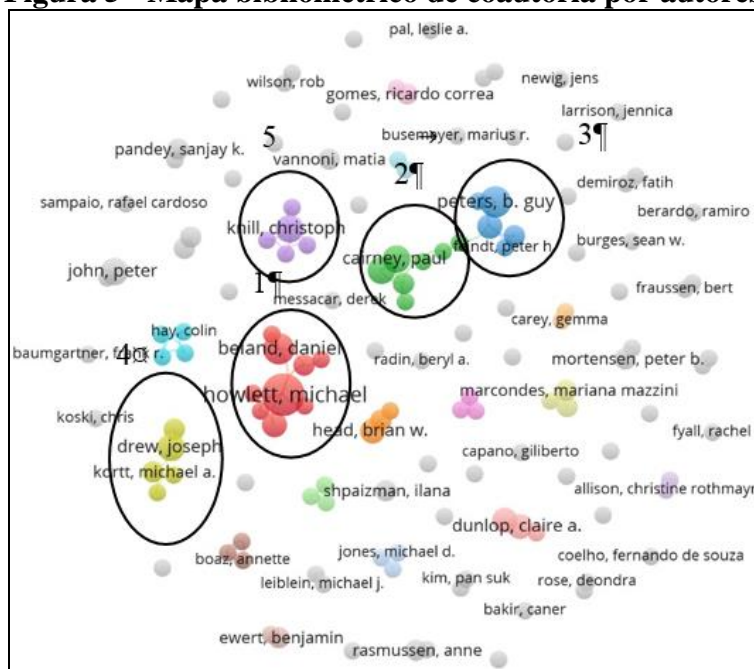 Figura 3 - Mapa bibliométrico de coautoria por autores
pal, leslie a.
wilson, rob
newig, jens
gomes, ricardo correa
larrison, jennica
5
busemeyer, marius r.
3¶
pandey, sanjay k.
vannoni, matia
2¶
demiroz, fatih
sampaio, rafael cardoso
peters, b. guy
berardo, ramiro
knill, christoph
cairney, paul
burges, sean w.
john, peter
1¶
messacar, derek
fraussen, bert
hay, colin
carey, gemma
baumgartner, frank r.
4¤
beland, daniel
radin, beryl a.
mortensen, peter b.
howlett, michael
marcondes, mariana mazzini
koski, chris
head, brian w.
fyall, rachel
drew, joseph
capano, giliberto
kortt, michael a.
shpaizman, ilana
allison, christine rothmayr
dunlop, claire a.
boaz, annette
jones, michael d.
coelho, fernando de souza
leiblein, michael j.
kim, pan suk
rose, deondra
bakir, caner
ewert, benjamin
rasmussen, anne